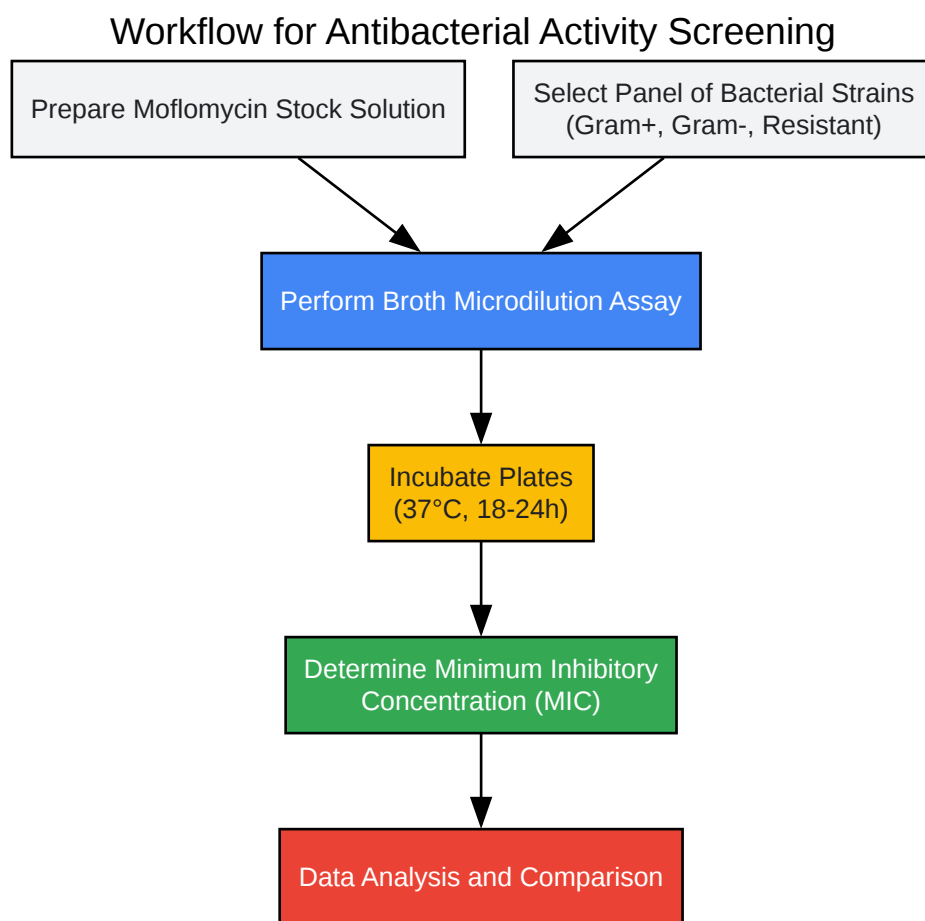 Workflow for Antibacterial Activity Screening
Prepare Moflomycin Stock Solution
Select Panel of Bacterial Strains
(Gram+, Gram-, Resistant)
Perform Broth Microdilution Assay
Incubate Plates
(37°C, 18-24h)
Determine Minimum Inhibitory
Concentration (MIC)
Data Analysis and Comparison